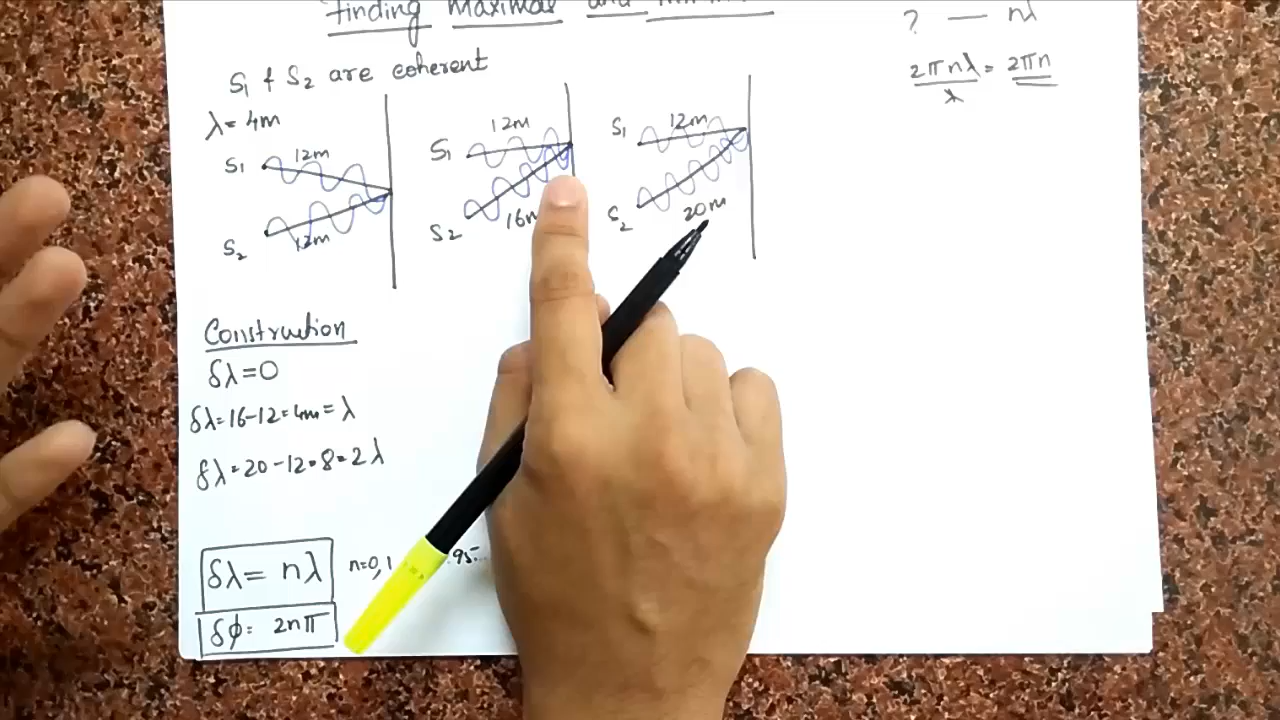 finding maximas and
? — nλ
S1 & S2 are coherent
2πnλ/λ = 2πn
λ = 4m
S1 12m
S2 12m
S1 12m
S2 16m
S1 12m
S2 20m
Construction
δλ=0
δλ=16-12=4m=λ
δλ=20-12=8=2λ
δλ= nλ n=0,1
δφ= 2nπ